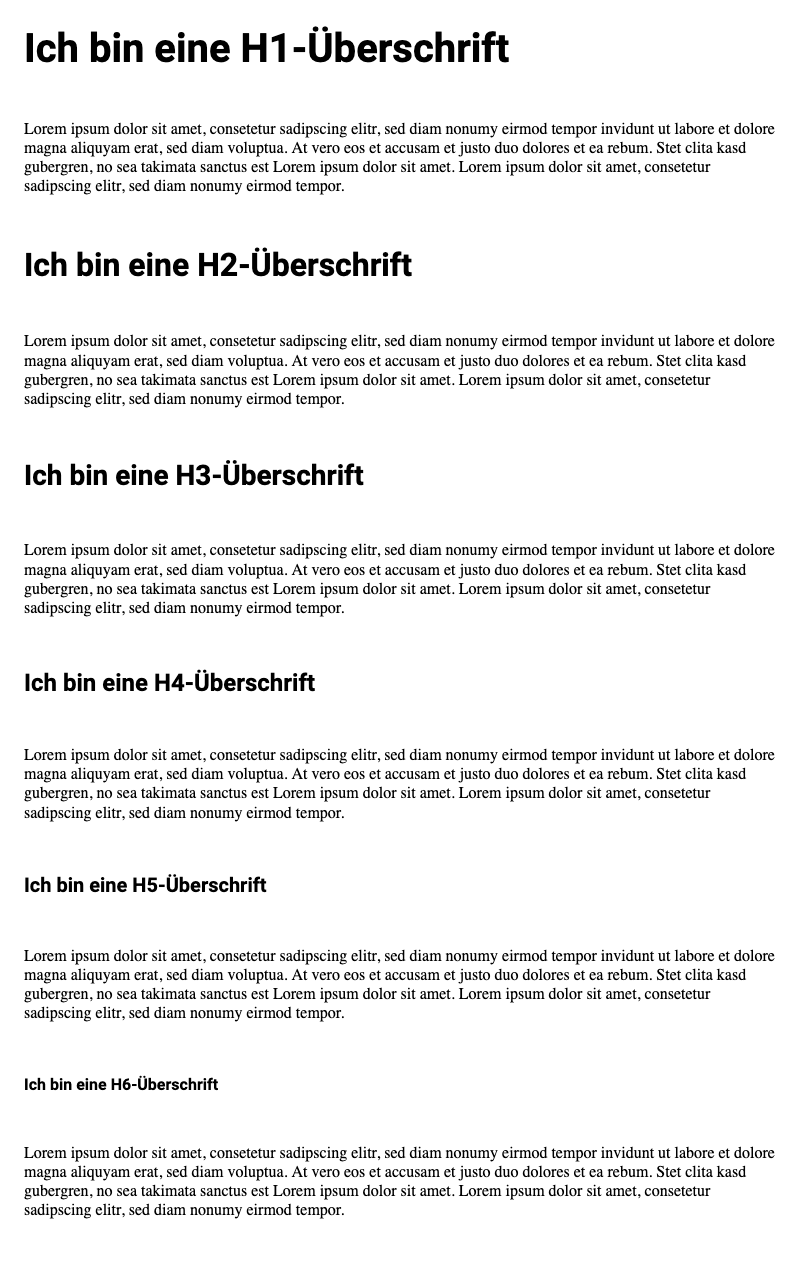 Ich bin eine H1-Überschrift
Lorem ipsum dolor sit amet, consetetur sadipscing elitr, sed diam nonumy eirmod tempor invidunt ut labore et dolore
magna aliquyam erat, sed diam voluptua. At vero eos et accusam et justo duo dolores et ea rebum. Stet clita kasd
gubergren, no sea takimata sanctus est Lorem ipsum dolor sit amet. Lorem ipsum dolor sit amet, consetetur
sadipscing elitr, sed diam nonumy eirmod tempor.
Ich bin eine H2-Überschrift
Lorem ipsum dolor sit amet, consetetur sadipscing elitr, sed diam nonumy eirmod tempor invidunt ut labore et dolore
magna aliquyam erat, sed diam voluptua. At vero eos et accusam et justo duo dolores et ea rebum. Stet clita kasd
gubergren, no sea takimata sanctus est Lorem ipsum dolor sit amet. Lorem ipsum dolor sit amet, consetetur
sadipscing elitr, sed diam nonumy eirmod tempor.
Ich bin eine H3-Überschrift
Lorem ipsum dolor sit amet, consetetur sadipscing elitr, sed diam nonumy eirmod tempor invidunt ut labore et dolore
magna aliquyam erat, sed diam voluptua. At vero eos et accusam et justo duo dolores et ea rebum. Stet clita kasd
gubergren, no sea takimata sanctus est Lorem ipsum dolor sit amet. Lorem ipsum dolor sit amet, consetetur
sadipscing elitr, sed diam nonumy eirmod tempor.
Ich bin eine H4-Überschrift
Lorem ipsum dolor sit amet, consetetur sadipscing elitr, sed diam nonumy eirmod tempor invidunt ut labore et dolore
magna aliquyam erat, sed diam voluptua. At vero eos et accusam et justo duo dolores et ea rebum. Stet clita kasd
gubergren, no sea takimata sanctus est Lorem ipsum dolor sit amet. Lorem ipsum dolor sit amet, consetetur
sadipscing elitr, sed diam nonumy eirmod tempor.
Ich bin eine H5-Überschrift
Lorem ipsum dolor sit amet, consetetur sadipscing elitr, sed diam nonumy eirmod tempor invidunt ut labore et dolore
magna aliquyam erat, sed diam voluptua. At vero eos et accusam et justo duo dolores et ea rebum. Stet clita kasd
gubergren, no sea takimata sanctus est Lorem ipsum dolor sit amet. Lorem ipsum dolor sit amet, consetetur
sadipscing elitr, sed diam nonumy eirmod tempor.
Ich bin eine H6-Überschrift
Lorem ipsum dolor sit amet, consetetur sadipscing elitr, sed diam nonumy eirmod tempor invidunt ut labore et dolore
magna aliquyam erat, sed diam voluptua. At vero eos et accusam et justo duo dolores et ea rebum. Stet clita kasd
gubergren, no sea takimata sanctus est Lorem ipsum dolor sit amet. Lorem ipsum dolor sit amet, consetetur
sadipscing elitr, sed diam nonumy eirmod tempor.